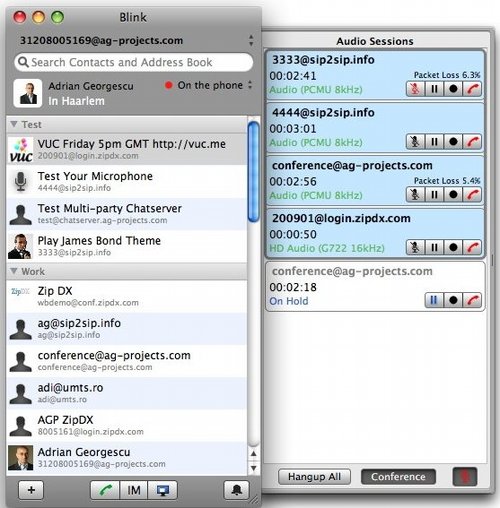 Blink
31208005169@ag-projects.com
Search Contacts and Address Book
Adrian Georgescu
On the phone
In Haarlem
Test
vuc
VUC Friday 5pm GMT http://vuc.me
200901@login.zipdx.com
Test Your Microphone
4444@sip2sip.info
Test Multi-party Chatserver
test@chatserver.ag-projects.com
Play James Bond Theme
3333@sip2sip.info
Work
ZipDX
Zip DX
wbdemo@conf.zipdx.com
ag@sip2sip.info
ag@sip2sip.info
conference@ag-projects.com
conference@ag-projects.com
adi@umts.ro
adi@umts.ro
AGP ZipDX
8005161@login.zipdx.com
Adrian Georgescu
31208005169@ag-projects.com
IM
Audio Sessions
3333@sip2sip.info
00:02:41
Packet Loss 6.3%
Audio (PCMU 8kHz)
4444@sip2sip.info
00:03:01
Audio (PCMU 8kHz)
conference@ag-projects.com
00:02:56
Packet Loss 5.4%
Audio (PCMU 8kHz)
200901@login.zipdx.com
00:00:50
HD Audio (G722 16kHz)
conference@ag-projects.com
00:02:18
On Hold
Hangup All
Conference